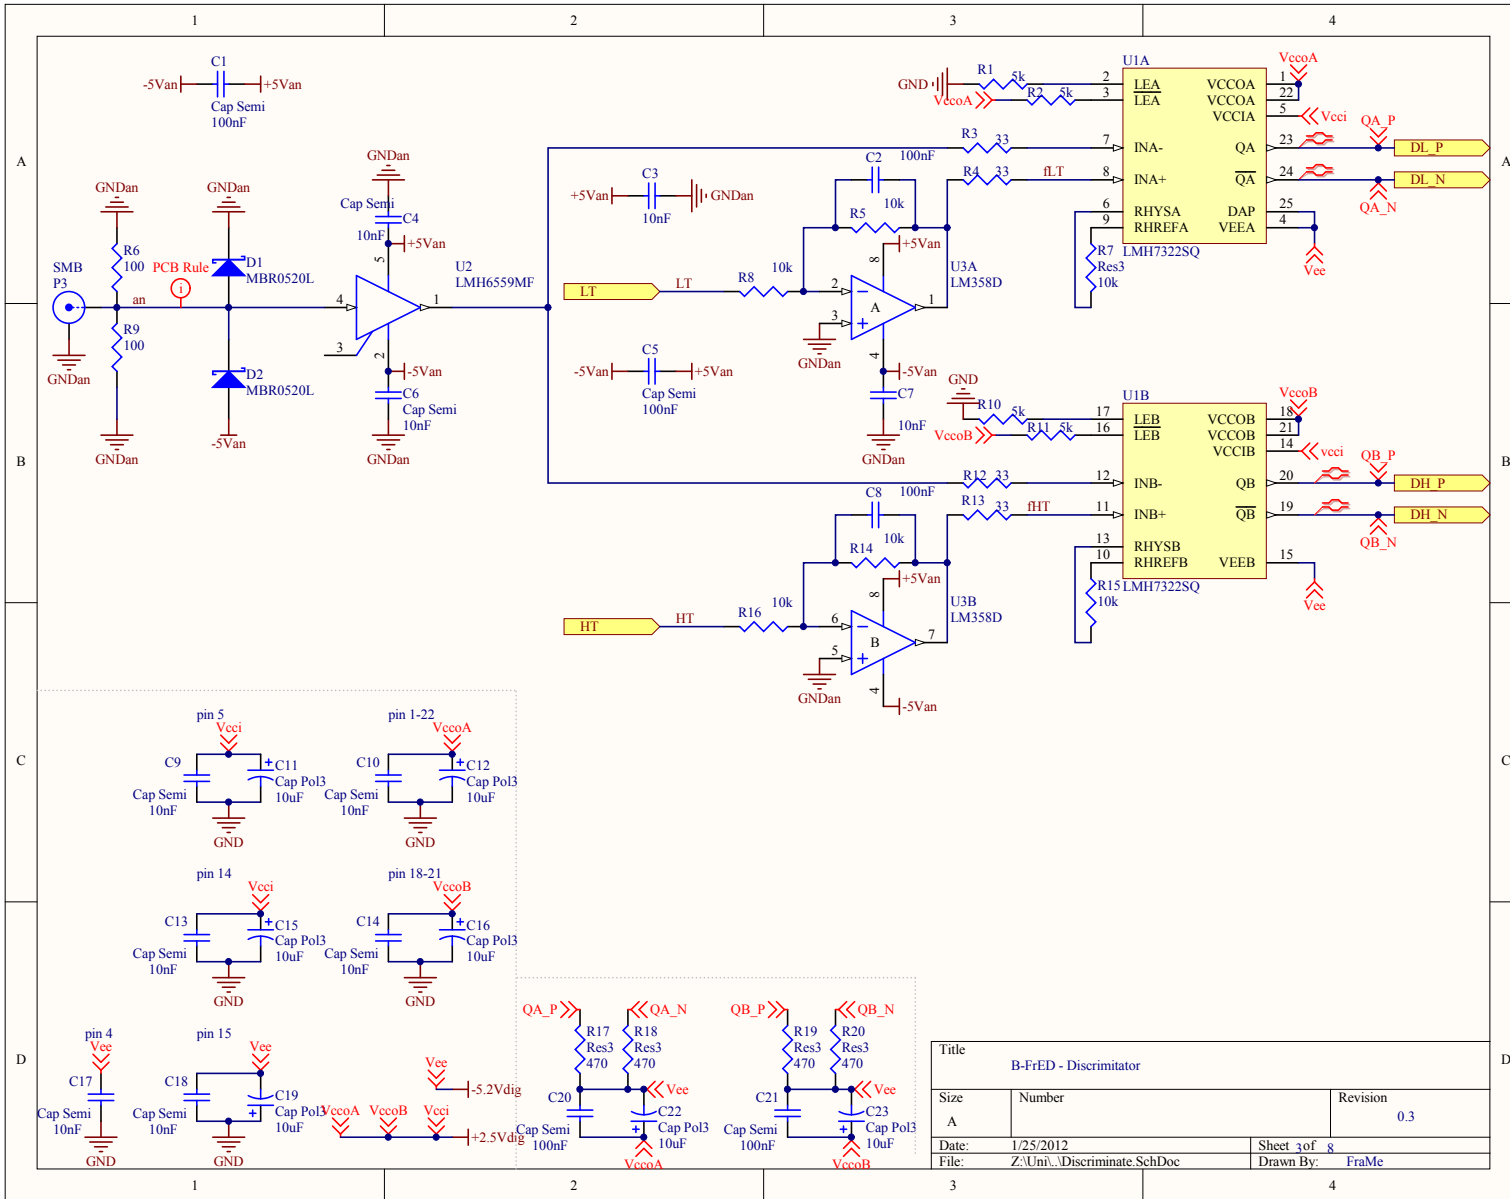 1 2 3 4
A A
B B
C C
D D
1 2 3 4
C1
-5Van +5Van
Cap Semi
100nF
GNDan
GNDan
GNDan
Cap Semi
C4
10nF
+5Van
5
U2
LMH6559MF
SMB
P3
R6
100
PCB Rule
i
D1
MBR0520L
an
4 1
3
2
R9
100
GNDan
D2
MBR0520L
-5Van
-5Van
C6
Cap Semi
10nF
GNDan
GNDan
C3
+5Van GNDan
10nF
LT LT
R8
10k
C5
-5Van +5Van
Cap Semi
100nF
C2
100nF
10k
R5
+5Van
8
U3A
LM358D
2
A
1
3
GNDan
4
-5Van
C7
10nF
GNDan
R3 33
R4 33 fLT
GND
R1 5k
VccoA R2 5k
U1A
2 LEA VCCOA 1
3 LEA VCCOA 22
VCCIA 5
7 INA- QA 23
8 INA+ QA 24
6 RHYSA DAP 25
9 RHREFA VEEA 4
LMH7322SQ
R7
Res3
10k
VccoA
Vcci
QA_P
DL_P
DL_N
QA_N
Vee
GND
R10 5k
VccoB R11 5k
U1B
17 LEB VCCOB 18
16 LEB VCCOB 21
VCCIB 14
12 INB- QB 20
11 INB+ QB 19
13 RHYSB
10 RHREFB VEEB 15
LMH7322SQ
R15
10k
VccoB
vcci
QB_P
DH_P
DH_N
QB_N
Vee
R12 33
R13 33 fHT
C8
100nF
10k
R14
+5Van
8
U3B
LM358D
HT HT
R16
10k
6
B
7
5
GNDan
4
-5Van
pin 5
Vcci
C9 C11
Cap Pol3
Cap Semi 10uF
10nF
GND
pin 1-22
VccoA
C10 C12
Cap Pol3
Cap Semi 10uF
10nF
GND
pin 14
Vcci
C13 C15
Cap Pol3
Cap Semi 10uF
10nF
GND
pin 18-21
VccoB
C14 C16
Cap Pol3
Cap Semi 10uF
10nF
GND
pin 4
Vee
C17
Cap Semi
10nF
GND
pin 15
Vee
C18 C19
Cap Pol3
Cap Semi 10uF
10nF
GND
Vee
-5.2Vdig
VccoA VccoB Vcci
+2.5Vdig
QA_P QA_N
R17 R18
Res3 Res3
470 470
Vee
C20 C22
Cap Pol3
Cap Semi 10uF
100nF
VccoA
QB_P QB_N
R19 R20
Res3 Res3
470 470
Vee
C21 C23
Cap Pol3
Cap Semi 10uF
100nF
VccoB
Title
B-FrED - Discrimitator
Size Number Revision
A 0.3
Date: 1/25/2012 Sheet 3 of 8
File: Z:\Uni\..\Discriminate.SchDoc Drawn By: FraMe